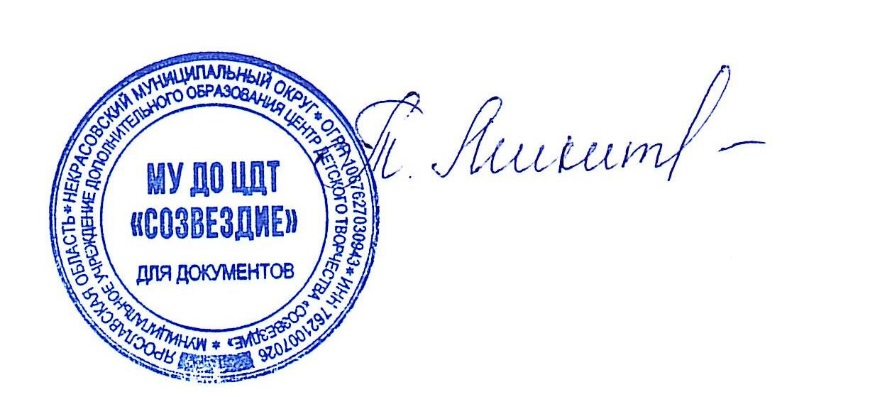 ЯРОСЛАВСКАЯ ОБЛАСТЬ * НЕКРАСОВСКИЙ МУНИЦИПАЛЬНЫЙ ОКРУГ * ОГРН 1067627030943 * ИНН 7621007026
* МУНИЦИПАЛЬНОЕ УЧРЕЖДЕНИЕ ДОПОЛНИТЕЛЬНОГО ОБРАЗОВАНИЯ ЦЕНТР ДЕТСКОГО ТВОРЧЕСТВА «СОЗВЕЗДИЕ»
МУ ДО ЦДТ
«СОЗВЕЗДИЕ»
ДЛЯ ДОКУМЕНТОВ
Т.